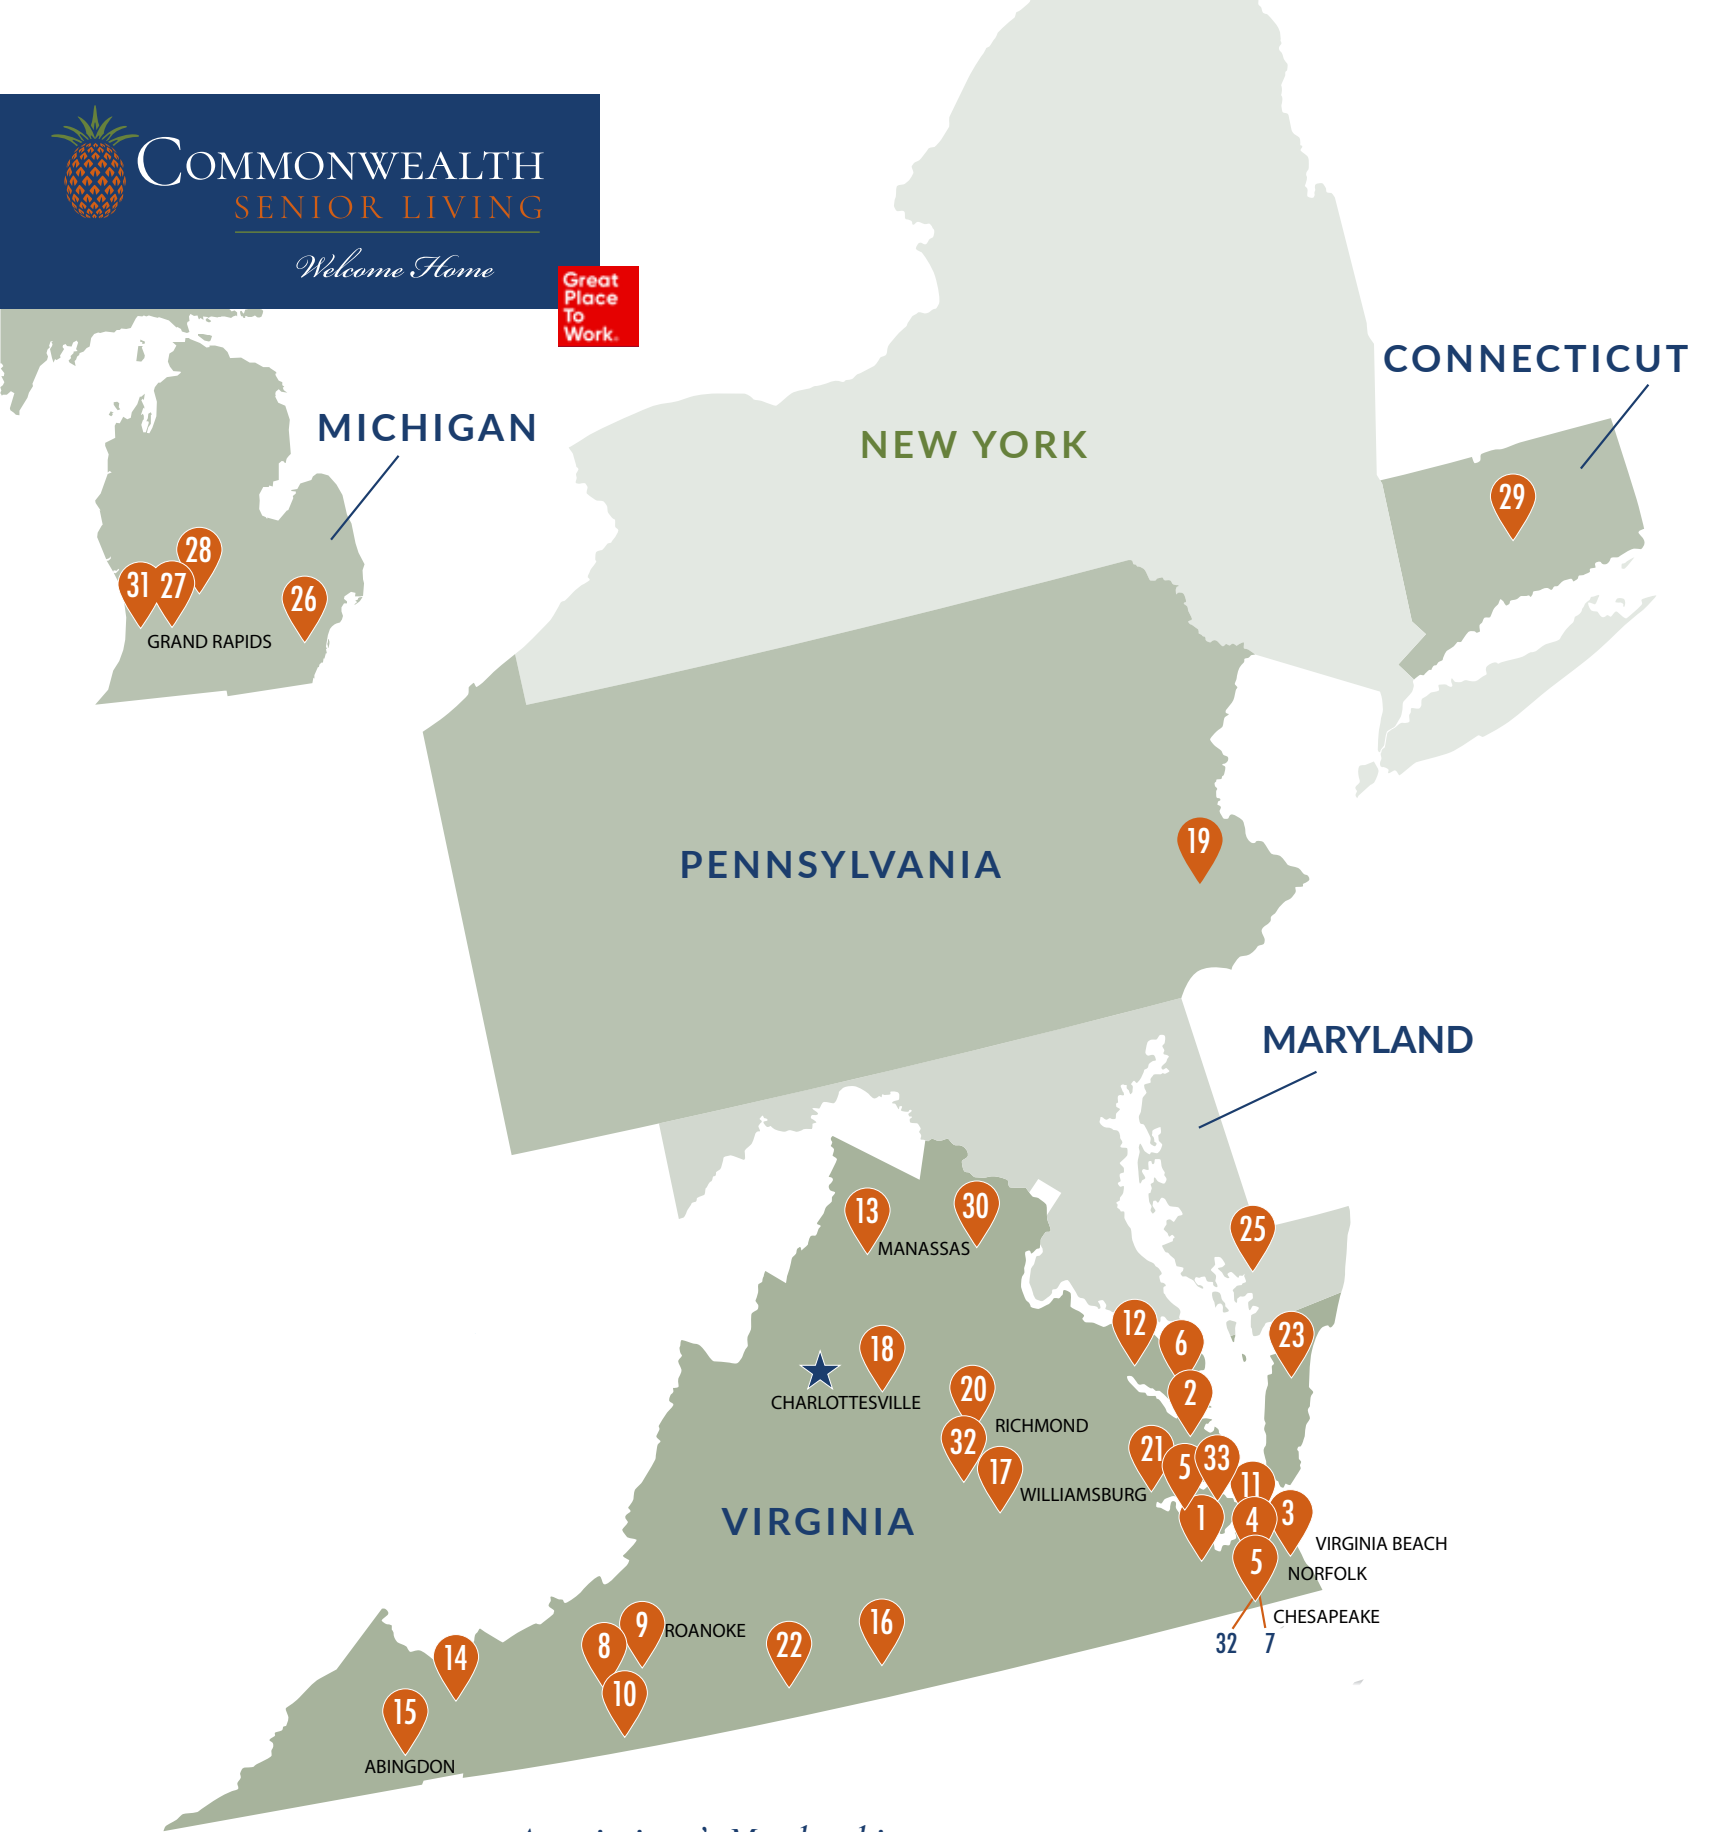 COMMONWEALTH
SENIOR LIVING
Welcome Home
Great
Place
To
Work.
CONNECTICUT
MICHIGAN
NEW YORK
29
28
31 27
26
GRAND RAPIDS
19
PENNSYLVANIA
MARYLAND
13
30
MANASSAS
25
12
6
23
18
CHARLOTTESVILLE
20
2
RICHMOND
32
21
5
33
17
11
WILLIAMSBURG
VIRGINIA
1
4
3
VIRGINIA BEACH
5
NORFOLK
CHESAPEAKE
32 7
16
9
ROANOKE
8
22
14
10
15
ABINGDON